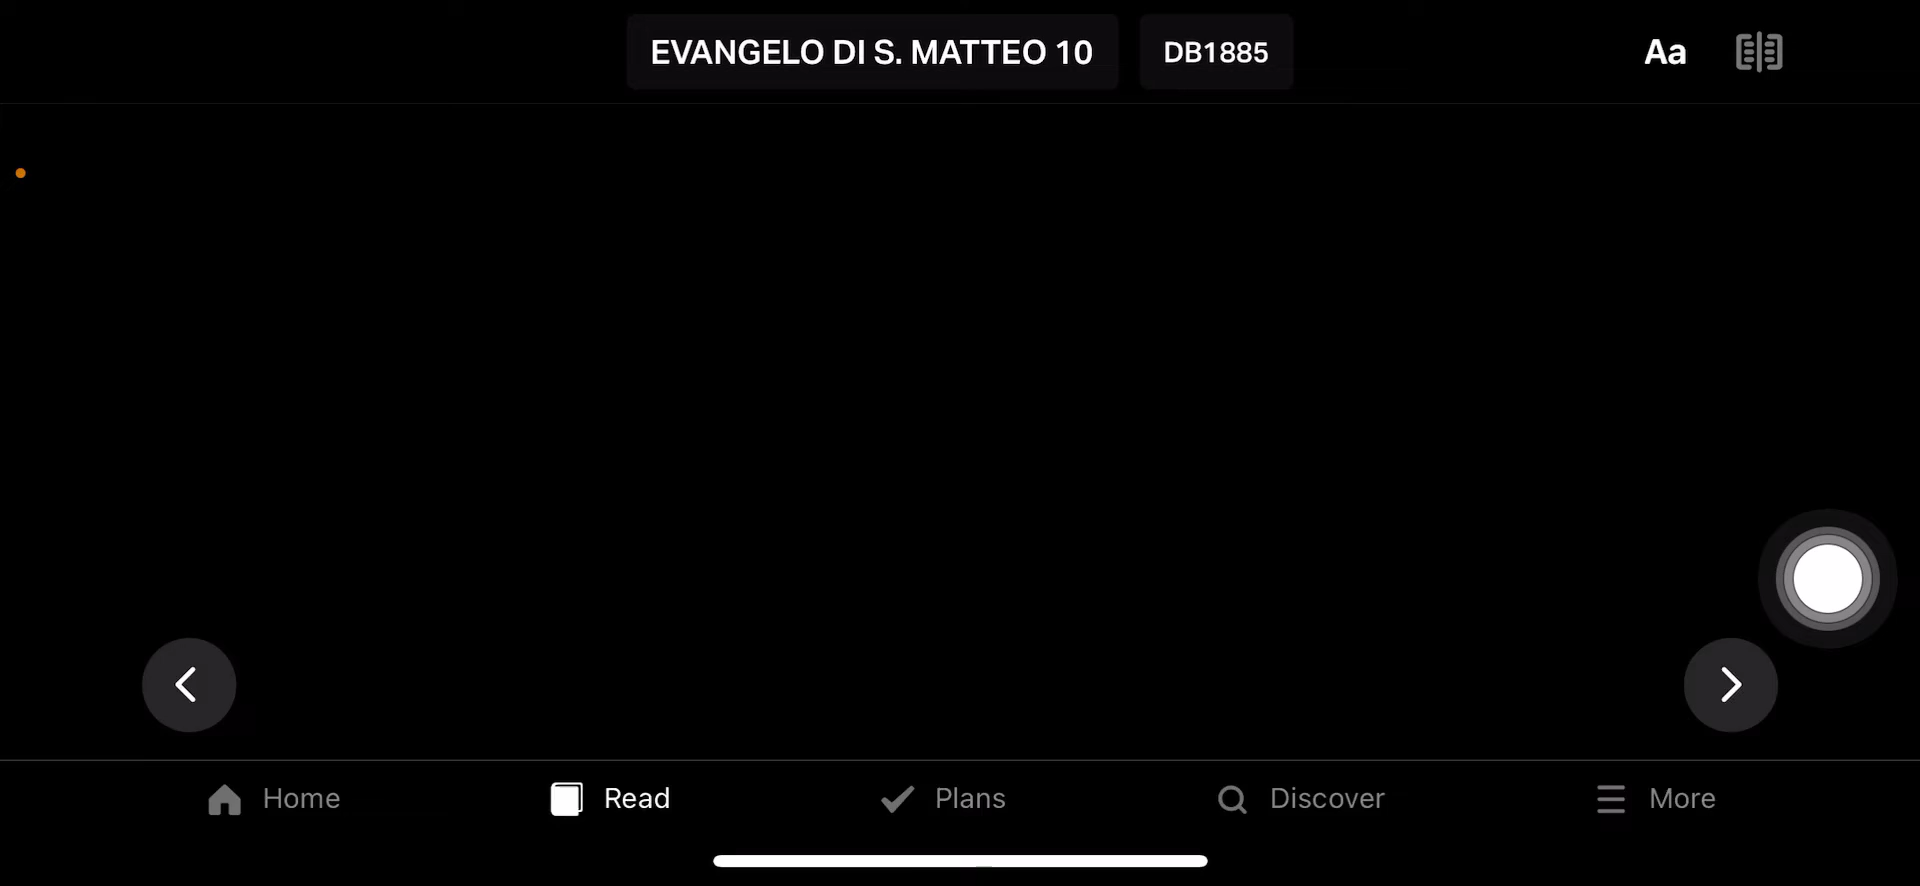 EVANGELO DI S. MATTEO 10
DB1885
Aa
Home
Read
Plans
Discover
More